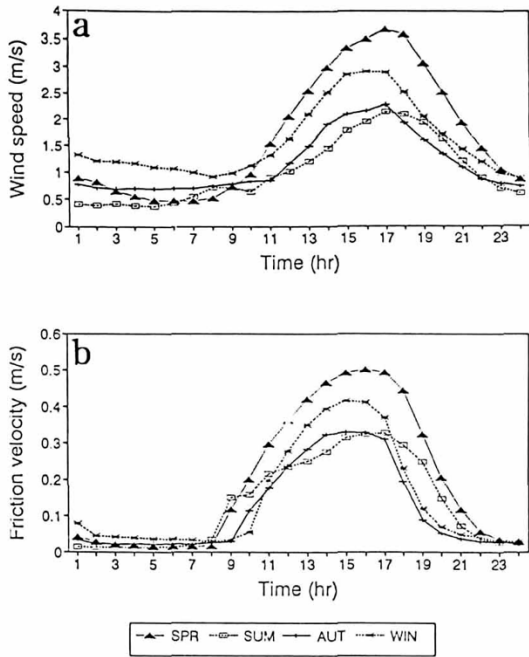 a
Wind speed (m/s)
4
3.5
3
2.5
2
1.5
1
0.5
0
1 3 5 7 9 11 13 15 17 19 21 23
Time (hr)
b
Friction velocity (m/s)
0.6
0.5
0.4
0.3
0.2
0.1
0
1 3 5 7 9 11 13 15 17 19 21 23
Time (hr)
SPR SUM AUT WIN